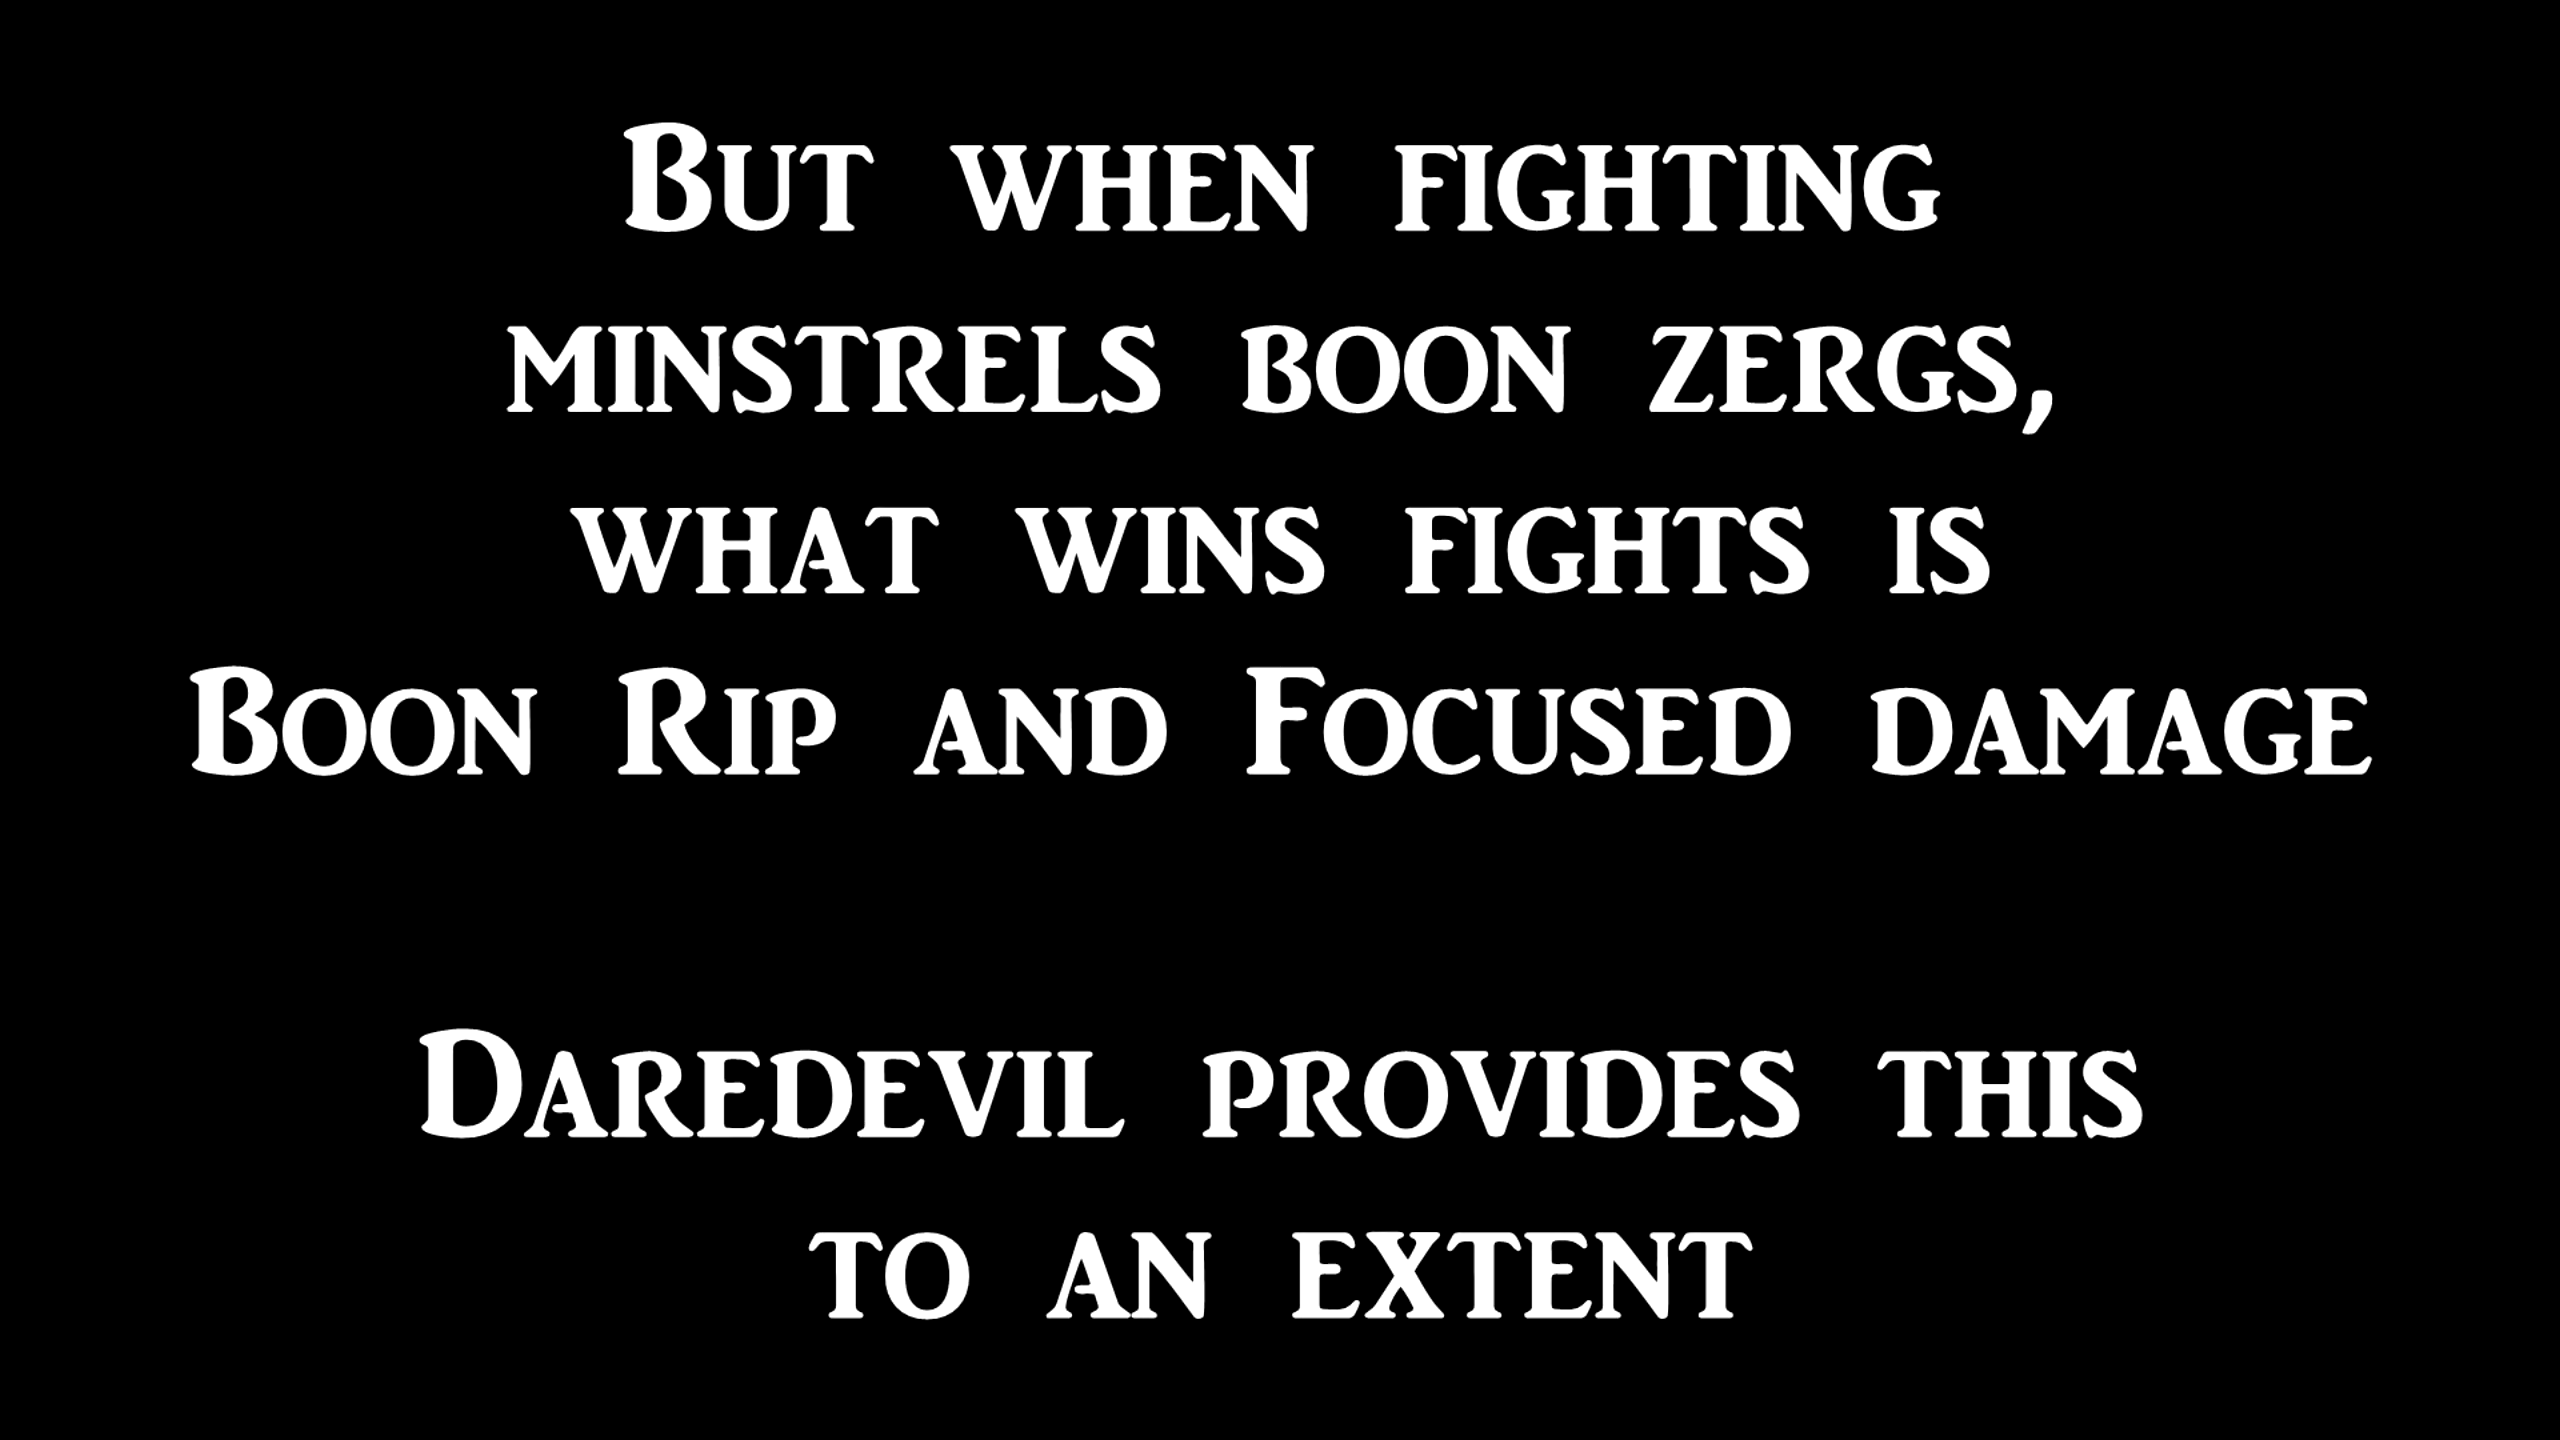 But when fighting
minstrels boon zergs,
what wins fights is
Boon Rip and Focused damage
Daredevil provides this
to an extent